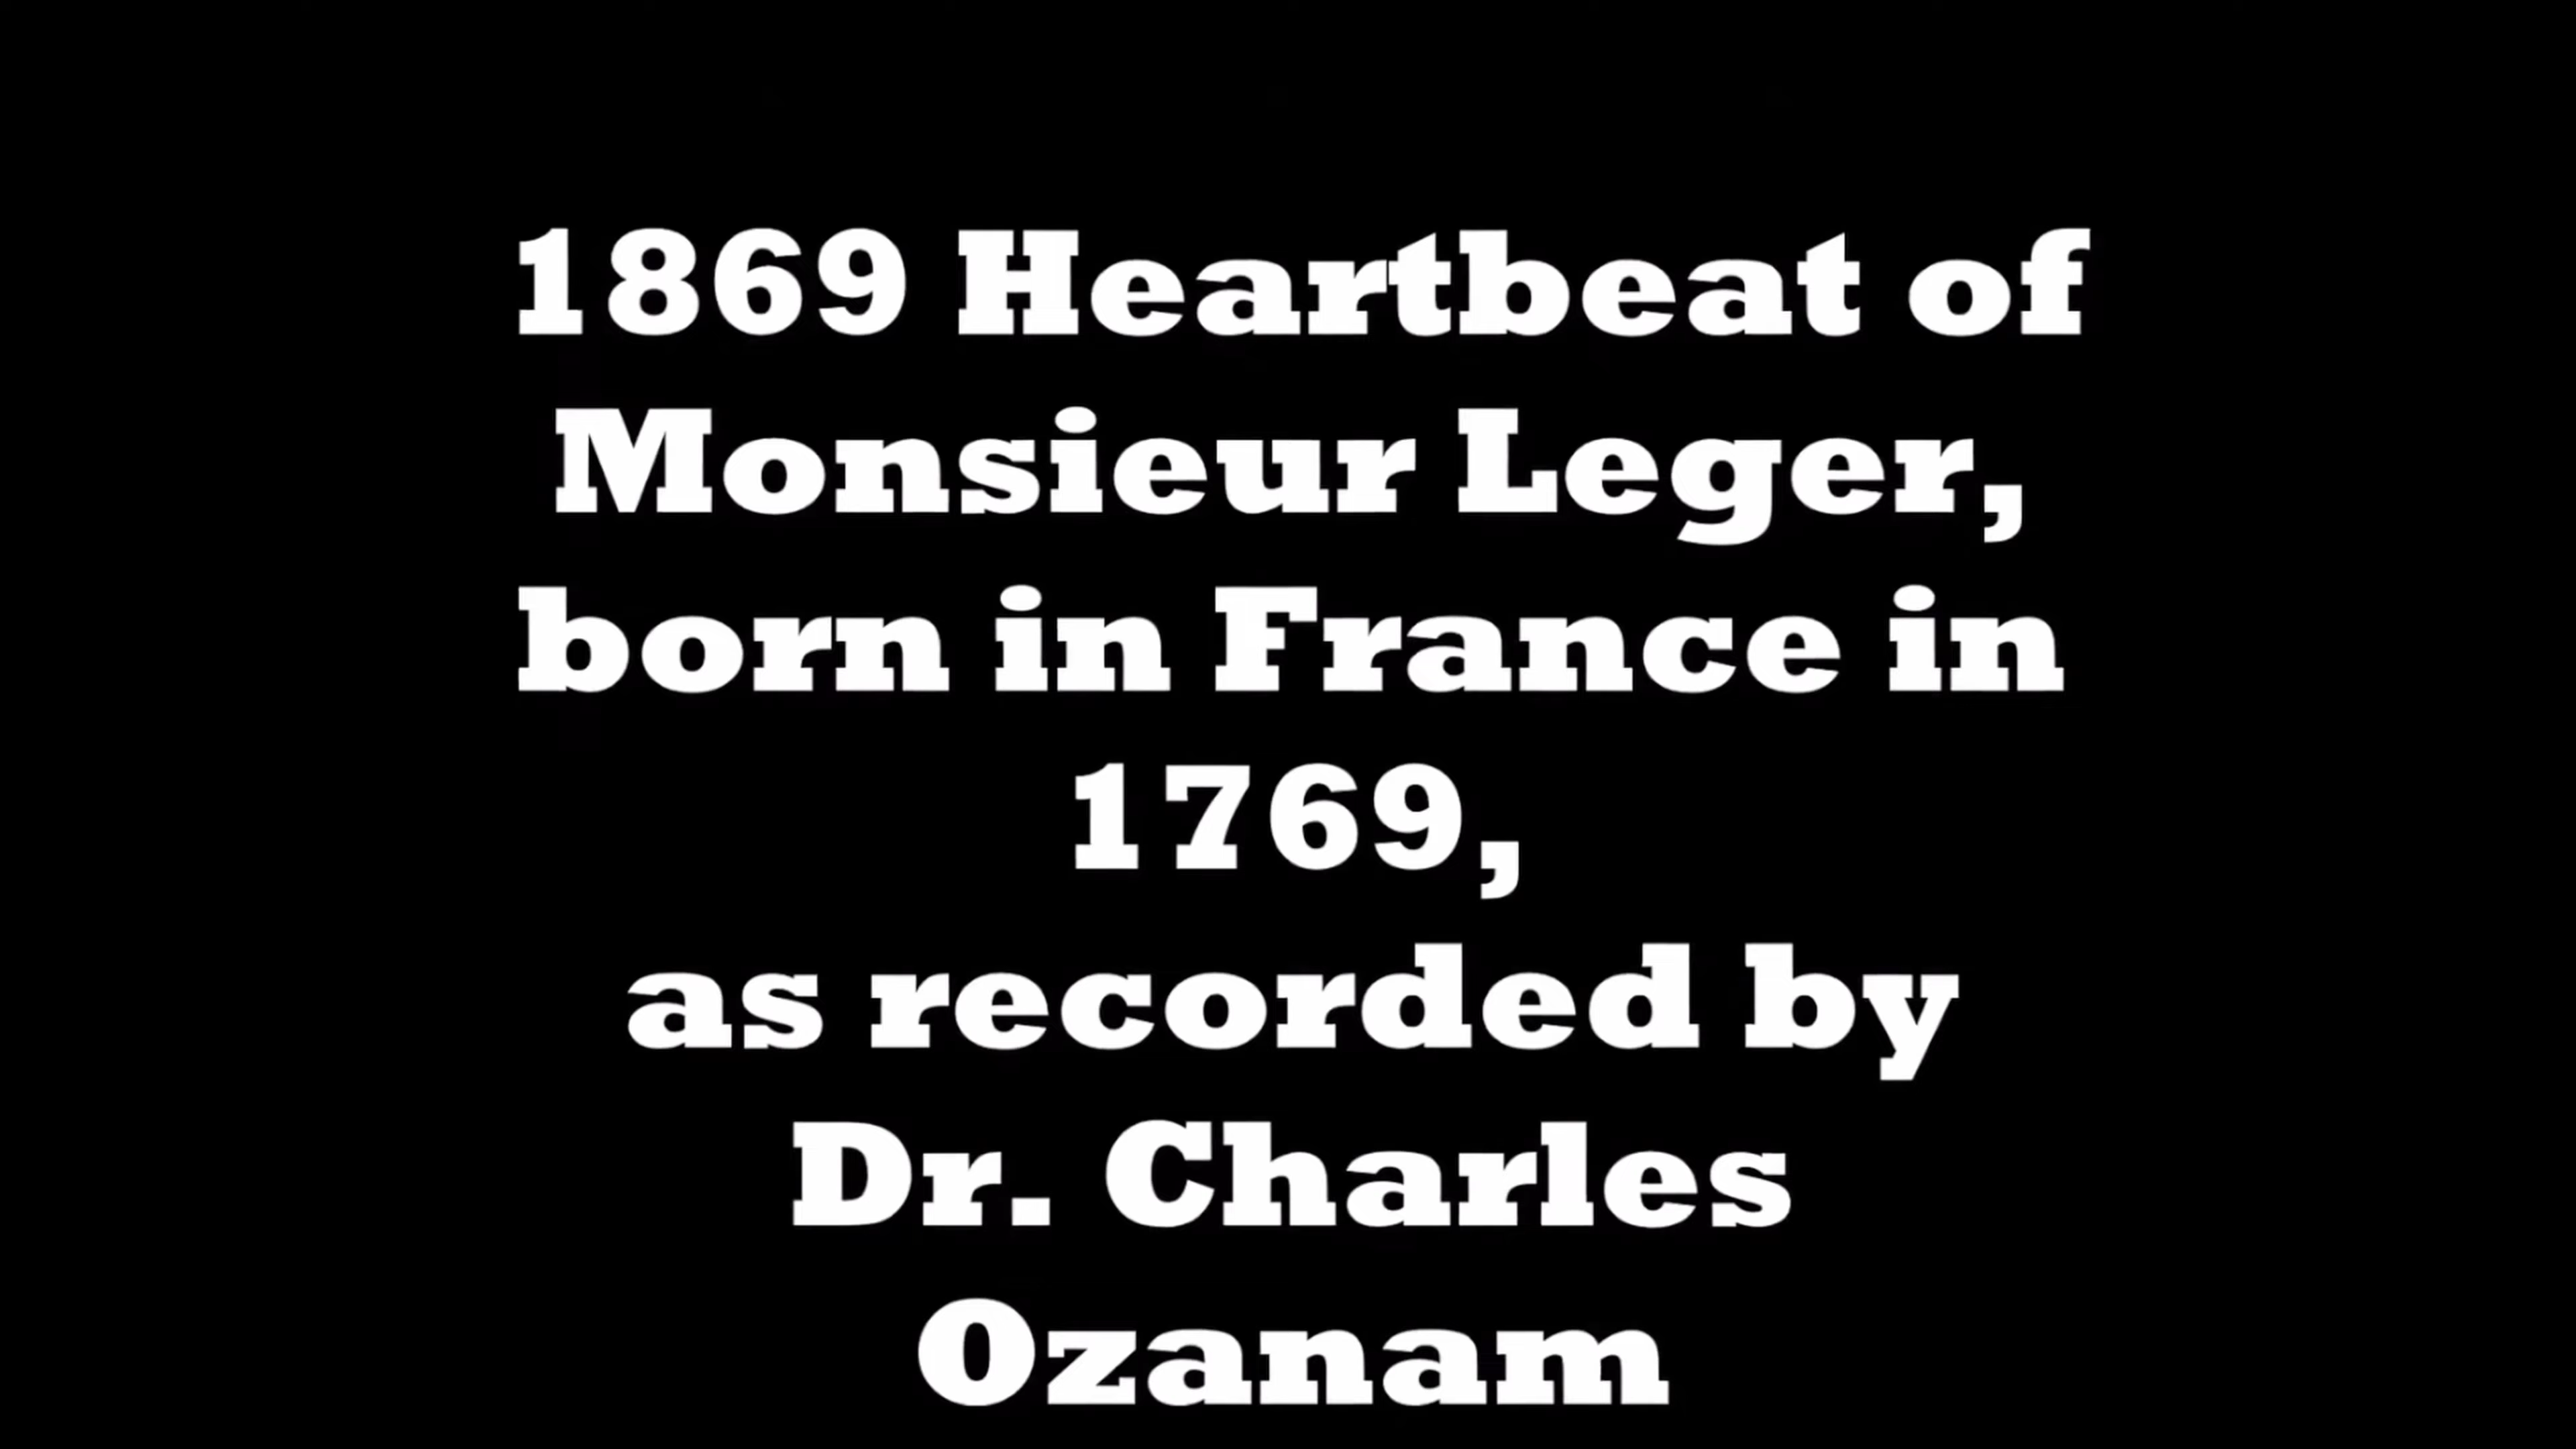 1869 Heartbeat of
Monsieur Leger,
born in France in
1769,
as recorded by
Dr. Charles
Ozanam